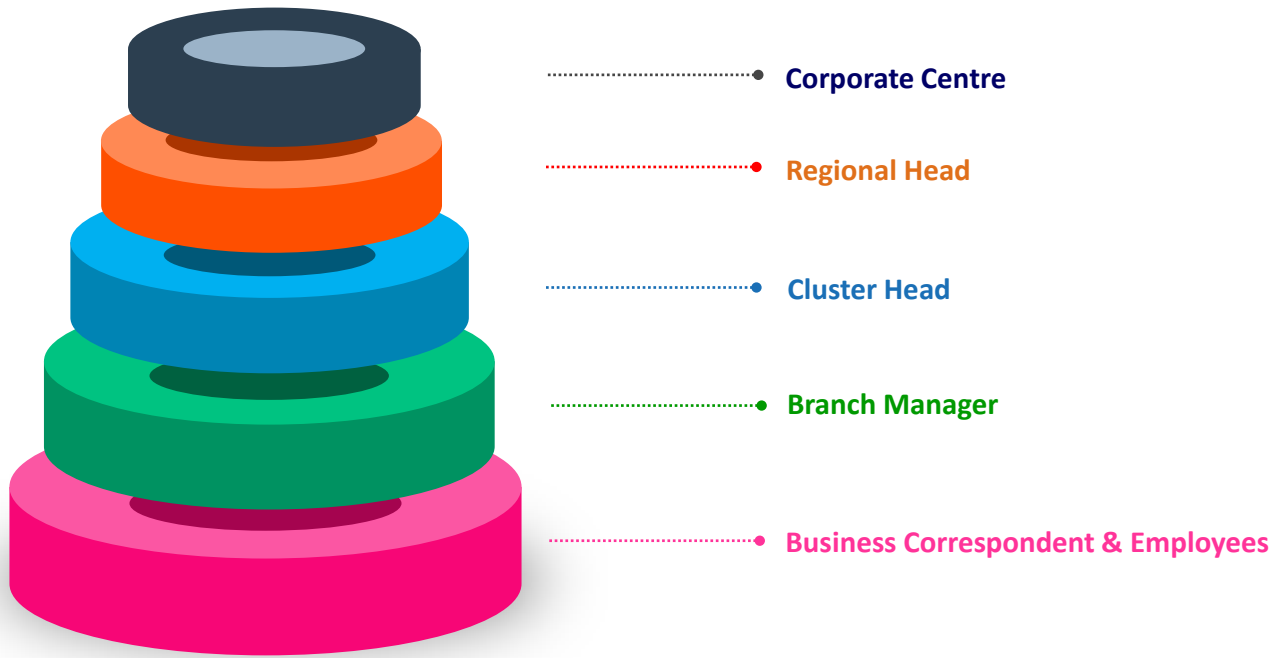 Corporate Centre
Regional Head
Cluster Head
Branch Manager
Business Correspondent & Employees